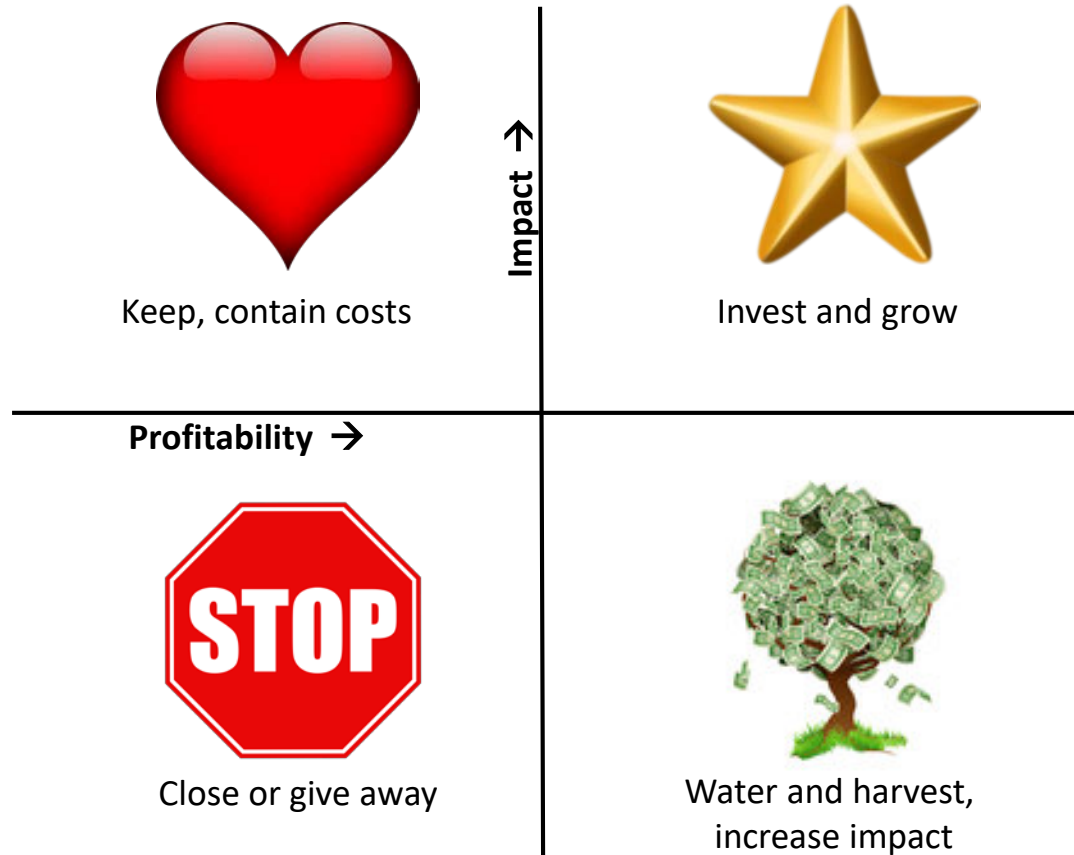 Impact →
Keep, contain costs
Invest and grow
Profitability →
STOP
Close or give away
Water and harvest,
increase impact